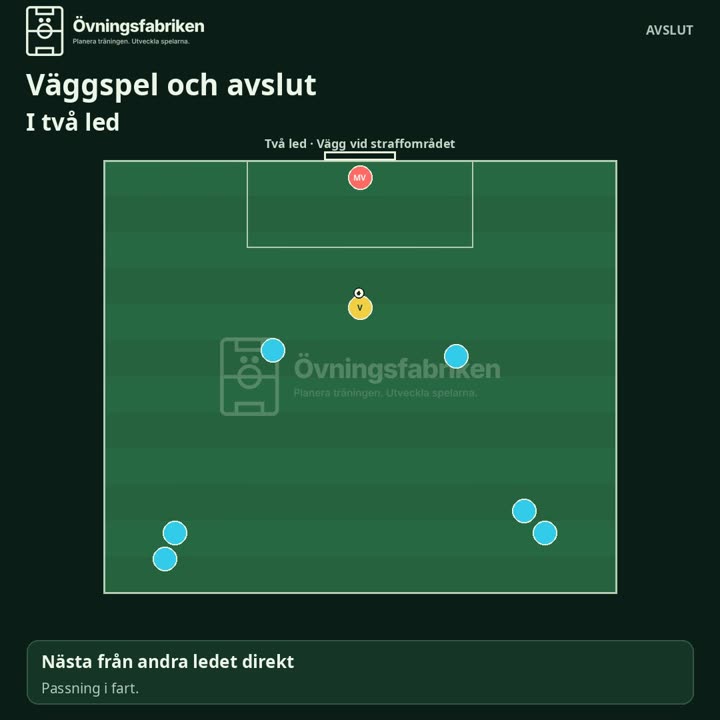 Övningsfabriken
Planera träningen. Utveckla spelarna.
AVSLUT
Väggspel och avslut
I två led
Två led · Vägg vid straffområdet
MV
V
Övningsfabriken
Planera träningen. Utveckla spelarna.
Nästa från andra ledet direkt
Passning i fart.